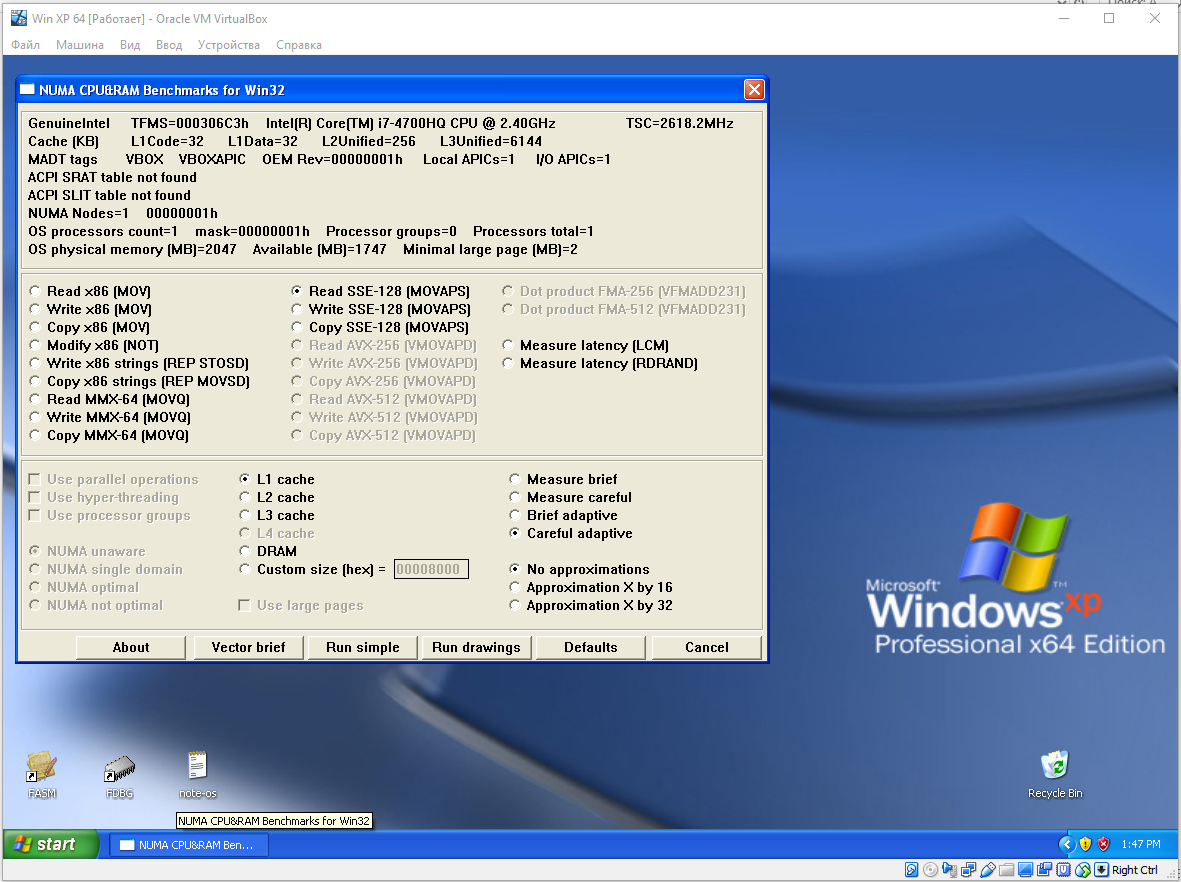 Win XP 64 [Работает] - Oracle VM VirtualBox
Файл Машина Вид Ввод Устройства Справка
NUMA CPU&RAM Benchmarks for Win32
GenuineIntel TFMS=000306C3h Intel(R) Core(TM) i7-4700HQ CPU @ 2.40GHz TSC=2618.2MHz
Cache (KB) L1Code=32 L1Data=32 L2Unified=256 L3Unified=6144
MADT tags VBOX VBOXAPIC OEM Rev=00000001h Local APICs=1 I/O APICs=1
ACPI SRAT table not found
ACPI SLIT table not found
NUMA Nodes=1 00000001h
OS processors count=1 mask=00000001h Processor groups=0 Processors total=1
OS physical memory (MB)=2047 Available (MB)=1747 Minimal large page (MB)=2
Read x86 (MOV)
Write x86 (MOV)
Copy x86 (MOV)
Modify x86 (NOT)
Write x86 strings (REP STOSD)
Copy x86 strings (REP MOVSD)
Read MMX-64 (MOVQ)
Write MMX-64 (MOVQ)
Copy MMX-64 (MOVQ)
Read SSE-128 (MOVAPS)
Write SSE-128 (MOVAPS)
Copy SSE-128 (MOVAPS)
Read AVX-256 (VMOVAPD)
Write AVX-256 (VMOVAPD)
Copy AVX-256 (VMOVAPD)
Read AVX-512 (VMOVAPD)
Write AVX-512 (VMOVAPD)
Copy AVX-512 (VMOVAPD)
Dot product FMA-256 (VFMADD231)
Dot product FMA-512 (VFMADD231)
Measure latency (LCM)
Measure latency (RDRAND)
Use parallel operations
Use hyper-threading
Use processor groups
NUMA unaware
NUMA single domain
NUMA optimal
NUMA not optimal
L1 cache
L2 cache
L3 cache
L4 cache
DRAM
Custom size (hex) = 00008000
Use large pages
Measure brief
Measure careful
Brief adaptive
Careful adaptive
No approximations
Approximation X by 16
Approximation X by 32
About Vector brief Run simple Run drawings Defaults Cancel
Microsoft
Windows xp
Professional x64 Edition
FASM FDBG note-os Recycle Bin
NUMA CPU&RAM Benchmarks for Win32
start NUMA CPU&RAM Ben... 1:47 PM
Right Ctrl